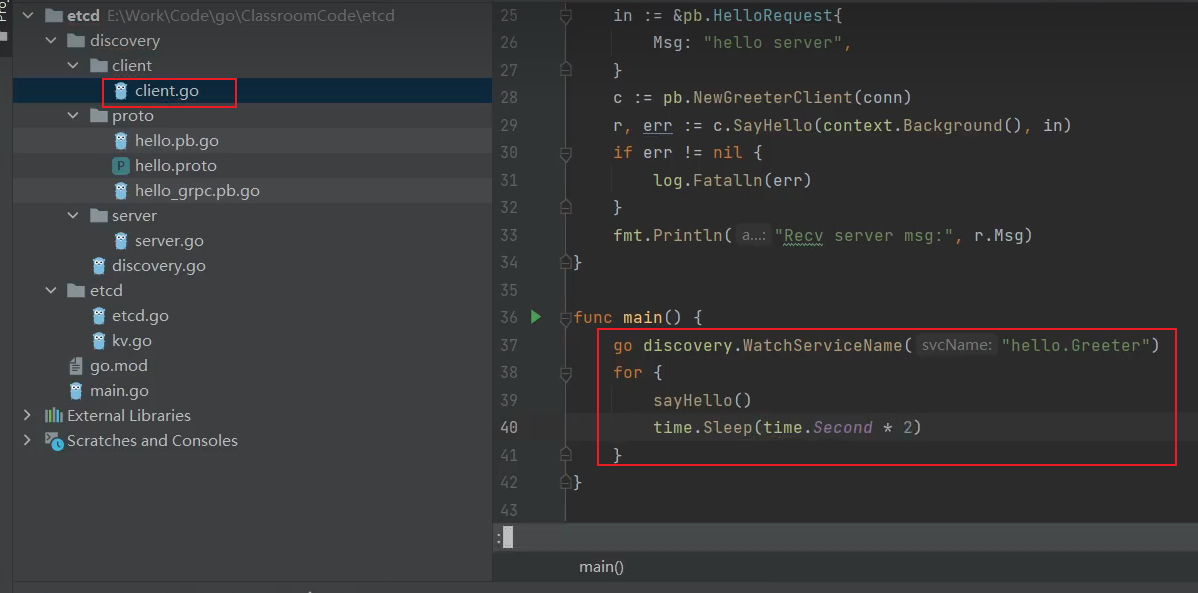 Pro
etcd E:\Work\Code\go\ClassroomCode\etcd
discovery
client
client.go
proto
hello.pb.go
P hello.proto
hello_grpc.pb.go
server
server.go
discovery.go
etcd
etcd.go
kv.go
go.mod
main.go
External Libraries
Scratches and Consoles
25 in := &pb.HelloRequest{
26 Msg: "hello server",
27 }
28 c := pb.NewGreeterClient(conn)
29 r, err := c.SayHello(context.Background(), in)
30 if err != nil {
31 log.Fatalln(err)
32 }
33 fmt.Println( a...: "Recv server msg:", r.Msg)
34 }
35
36 func main() {
37 go discovery.WatchServiceName( svcName: "hello.Greeter")
38 for {
39 sayHello()
40 time.Sleep(time.Second * 2)
41 }
42 }
43
:
main()